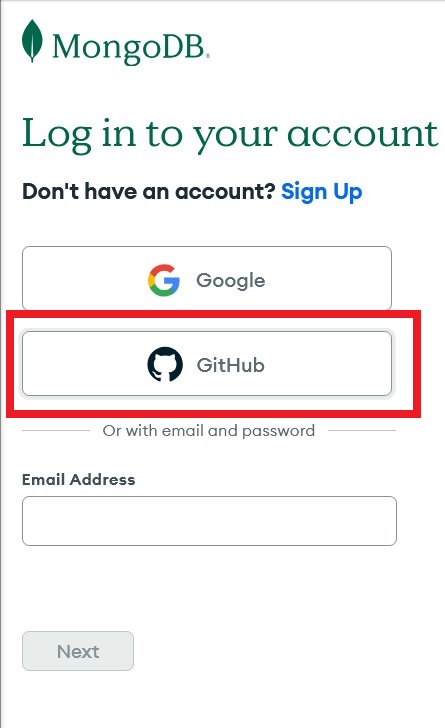 MongoDB.
Log in to your account
Don't have an account? Sign Up
Google
GitHub
Or with email and password
Email Address
Next